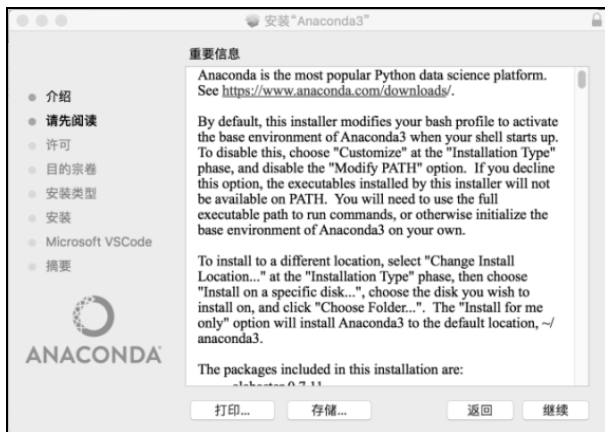 安装“Anaconda3”
重要信息
介绍
请先阅读
许可
目的宗卷
安装类型
安装
Microsoft VSCode
摘要
ANACONDA
Anaconda is the most popular Python data science platform.
See https://www.anaconda.com/downloads/.
By default, this installer modifies your bash profile to activate
the base environment of Anaconda3 when your shell starts up.
To disable this, choose "Customize" at the "Installation Type"
phase, and disable the "Modify PATH" option. If you decline
this option, the executables installed by this installer will not
be available on PATH. You will need to use the full
executable path to run commands, or otherwise initialize the
base environment of Anaconda3 on your own.
To install to a different location, select "Change Install
Location..." at the "Installation Type" phase, then choose
"Install on a specific disk...", choose the disk you wish to
install on, and click "Choose Folder...". The "Install for me
only" option will install Anaconda3 to the default location, ~/
anaconda3.
The packages included in this installation are:
打印...
存储...
返回
继续